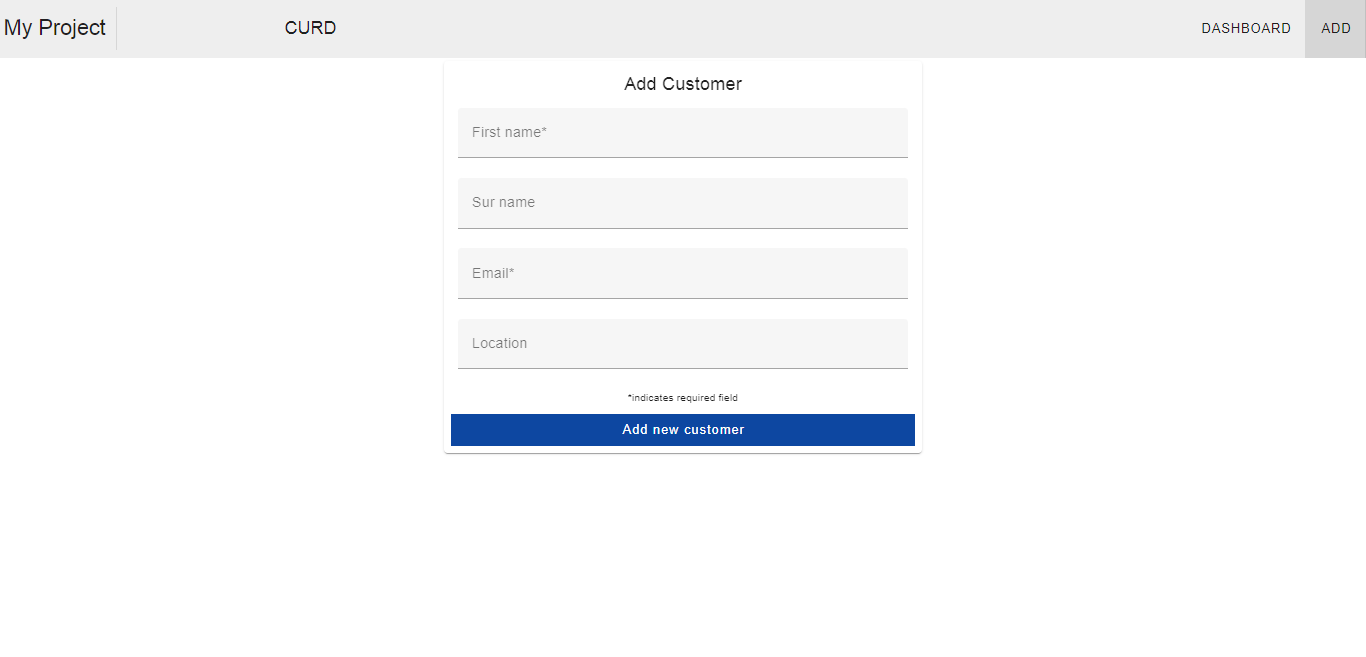 My Project CURD DASHBOARD ADD
Add Customer
First name*
Sur name
Email*
Location
*indicates required field
Add new customer